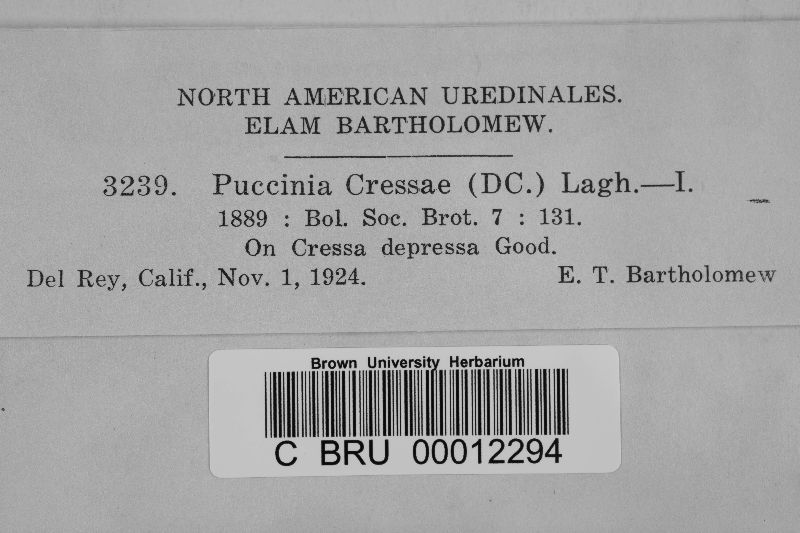 NORTH AMERICAN UREDINALES.
ELAM BARTHOLOMEW.
3239. Puccinia Cressae (DC.) Lagh.—I.
1889 : Bol. Soc. Brot. 7 : 131.
On Cressa depressa Good.
Del Rey, Calif., Nov. 1, 1924. E. T. Bartholomew
Brown University Herbarium
C BRU 00012294